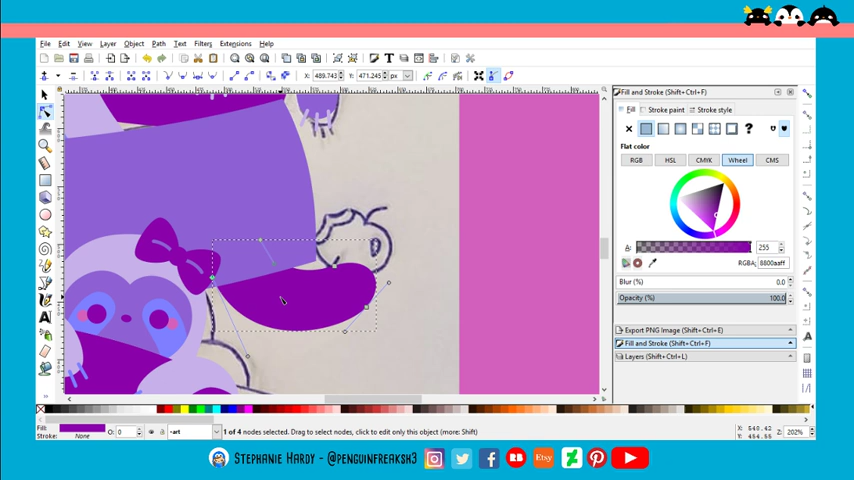 File Edit View Layer Object Path Text Filters Extensions Help
X: 489.743 Y: 471.245 px
Fill and Stroke (Shift+Ctrl+F)
Fill Stroke paint Stroke style
Flat color
RGB HSL CMYK Wheel CMS
A: 255
RGBA: 8800aaff
Blur (%) 0.0
Opacity (%) 100.0
Export PNG Image (Shift+Ctrl+E)
Fill and Stroke (Shift+Ctrl+F)
Layers (Shift+Ctrl+L)
Fill: O: 0 -art 1 of 4 nodes selected. Drag to select nodes, click to edit only this object (more: Shift) X: 540.42 Z: 202%
Stroke: None Y: 454.55
Stephanie Hardy - @penguinfreaksh3 Etsy